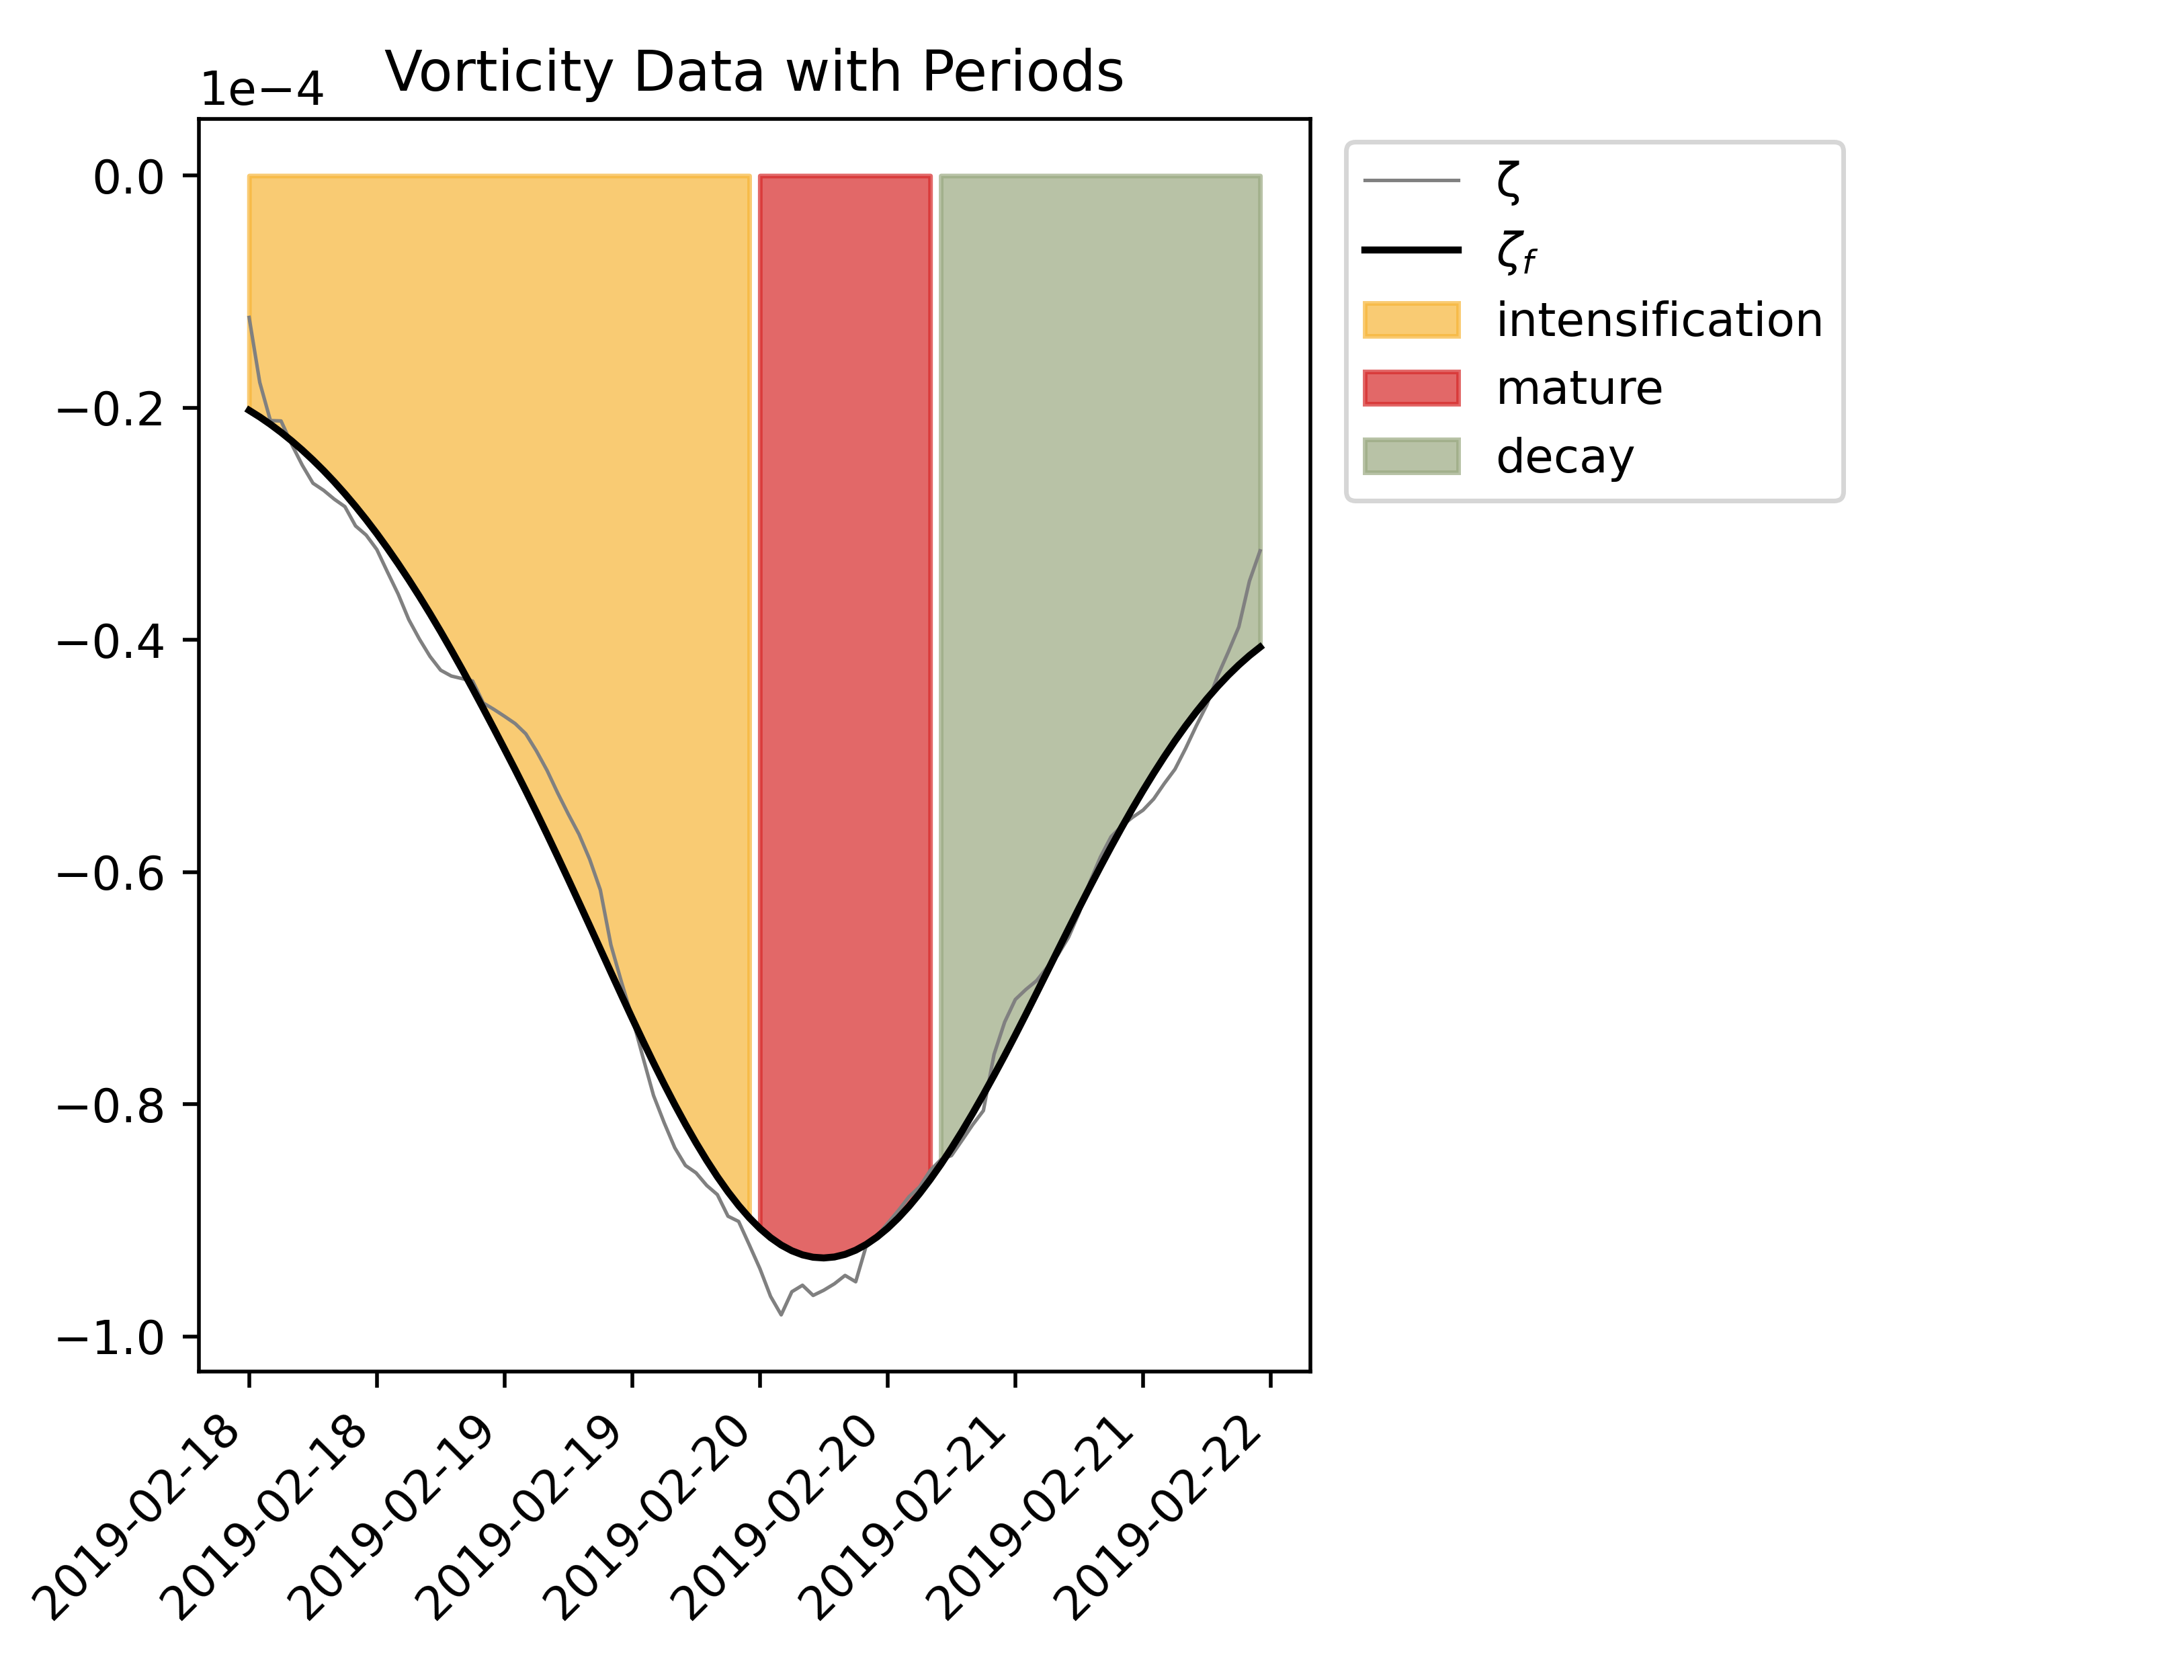 Vorticity Data with Periods
1e−4
0.0
−0.2
−0.4
−0.6
−0.8
−1.0
2019-02-18
2019-02-18
2019-02-19
2019-02-19
2019-02-20
2019-02-20
2019-02-21
2019-02-21
2019-02-22
ζ
ζf
intensification
mature
decay